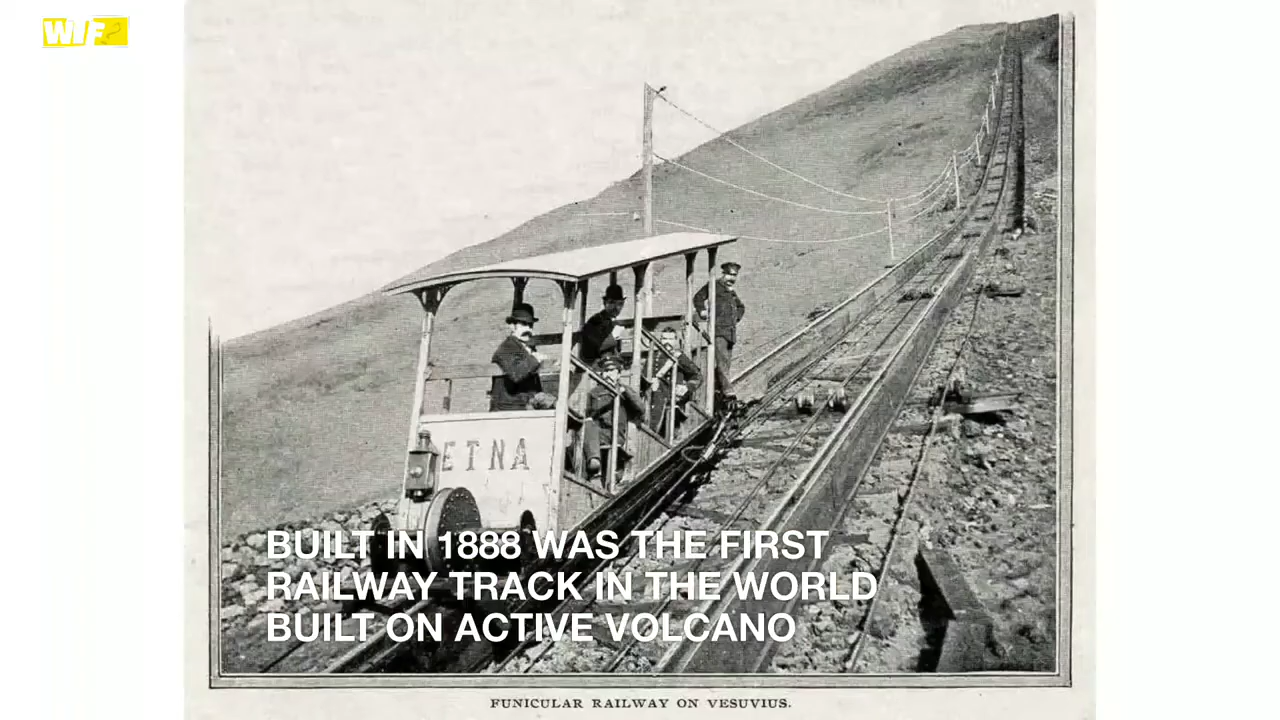 WTF
ETNA
BUILT IN 1888 WAS THE FIRST
RAILWAY TRACK IN THE WORLD
BUILT ON ACTIVE VOLCANO
FUNICULAR RAILWAY ON VESUVIUS.